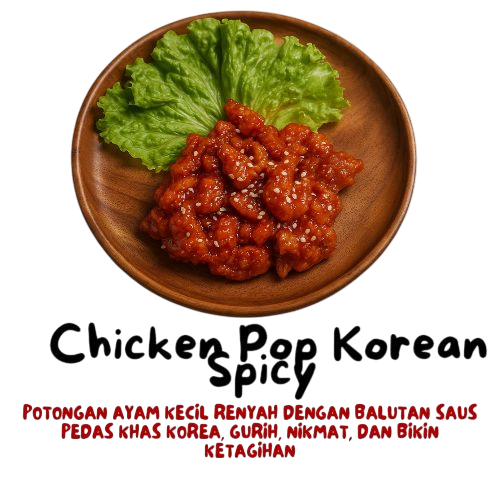 Chicken Pop Korean
Spicy
POTONGAN AYAM KECIL RENYAH DENGAN BALUTAN SAUS
PEDAS KHAS KOREA, GURIH, NIKMAT, DAN BIKIN
KETAGIHAN